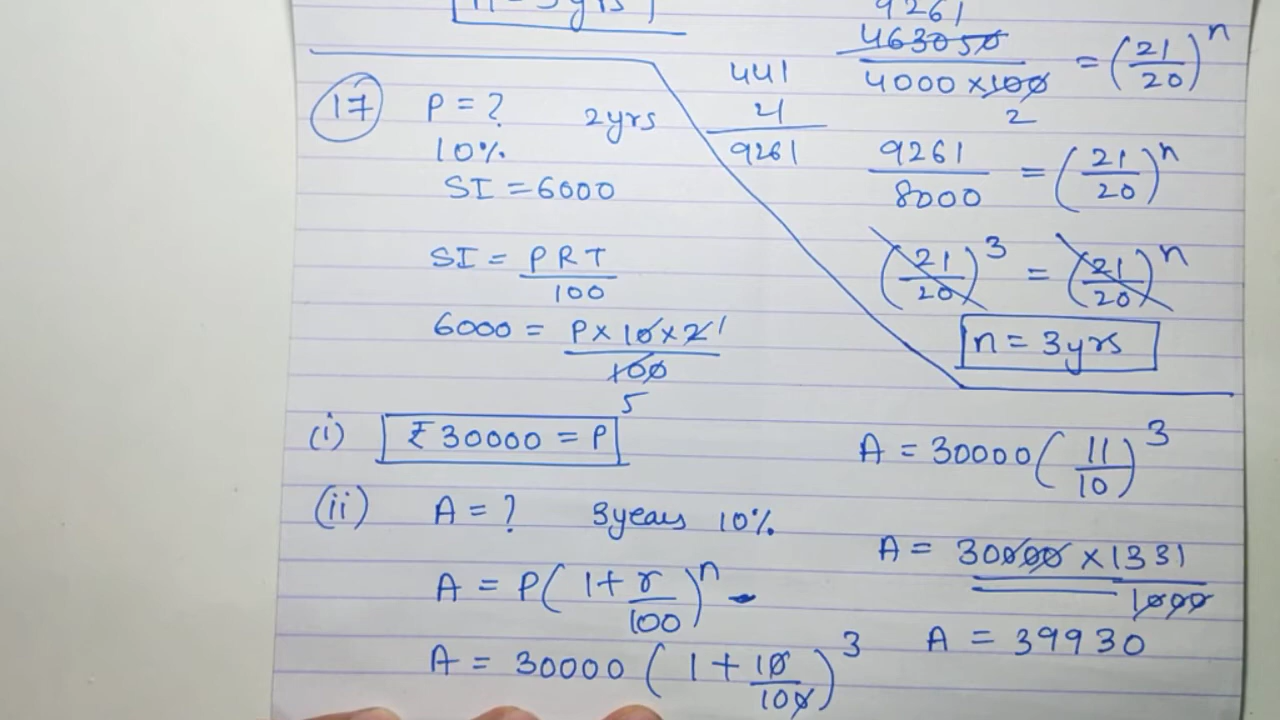 n = 3yrs
9261
463050 / 4000 × 100 = (21/20)^n
2
441
21
9261
9261 / 8000 = (21/20)^n
(21/20)^3 = (21/20)^n
n = 3yrs
17 P = ? 2yrs
10%
SI = 6000
SI = PRT / 100
6000 = P × 10 × 2 1 / 100
5
(i) ₹ 30000 = P
(ii) A = ? 3years 10%
A = P(1 + r/100)^n
A = 30000 (1 + 10/100)^3
A = 30000 (11/10)^3
A = 30000 × 1331 / 1000
A = 39930